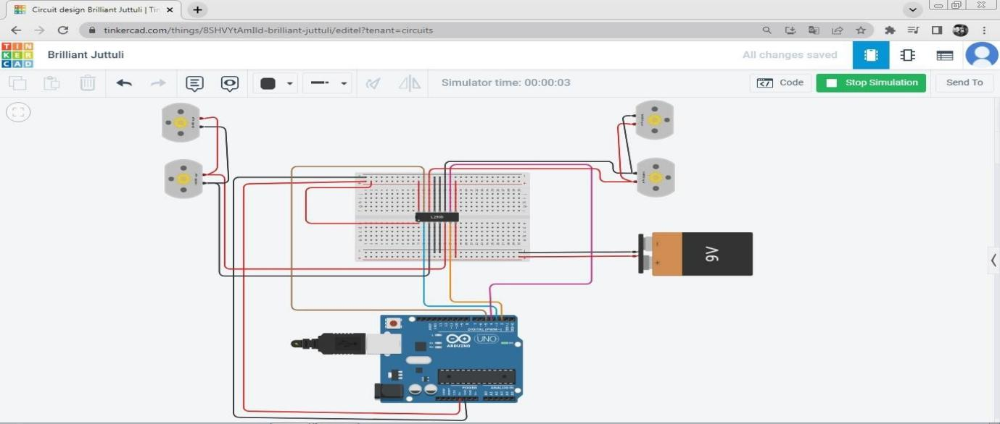 Circuit design Brilliant Juttuli | Tin
tinkercad.com/things/8SHVYtAmIld-brilliant-juttuli/editel?tenant=circuits
TIN
KER
CAD
Brilliant Juttuli
All changes saved
Simulator time: 00:00:03
Code
Stop Simulation
Send To
L293D
9V
DIGITAL (PWM~)
UNO
ARDUINO
POWER
ANALOG IN